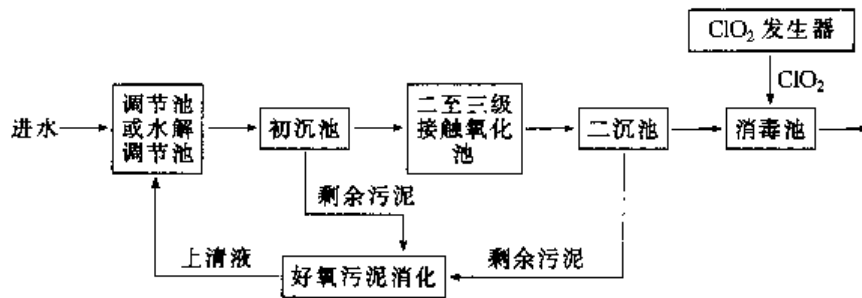 ClO₂ 发生器
ClO₂
进水
调节池
或水解
调节池
初沉池
二至三级
接触氧化
池
二沉池
消毒池
剩余污泥
上清液
好氧污泥消化
剩余污泥